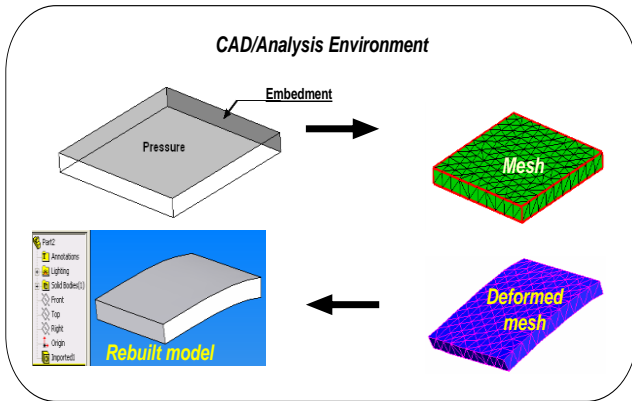 CAD/Analysis Environment
Embedment
Pressure
Mesh
Part2
Annotations
Lighting
Solid Bodies(1)
Front
Top
Right
Origin
Imported1
Rebuilt model
Deformed
mesh